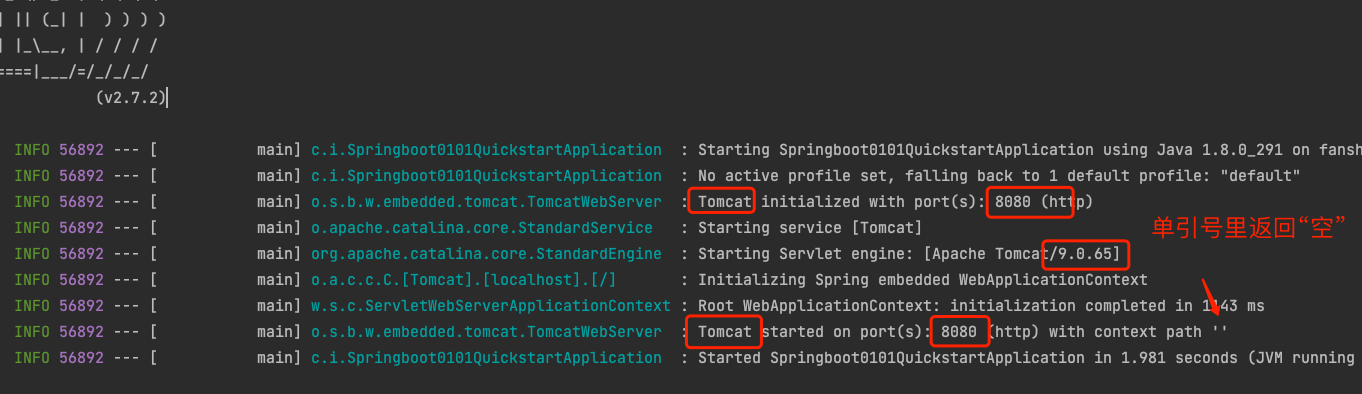 | || (_| |  ) ) ) )
| |_\__, | / / / /
====|___/=/_/_/_/
(v2.7.2)
INFO 56892 --- [           main] c.i.Springboot0101QuickstartApplication  : Starting Springboot0101QuickstartApplication using Java 1.8.0_291 on fansh
INFO 56892 --- [           main] c.i.Springboot0101QuickstartApplication  : No active profile set, falling back to 1 default profile: "default"
INFO 56892 --- [           main] o.s.b.w.embedded.tomcat.TomcatWebServer  : Tomcat initialized with port(s): 8080 (http)
INFO 56892 --- [           main] o.apache.catalina.core.StandardService   : Starting service [Tomcat]
单引号里返回“空”
INFO 56892 --- [           main] org.apache.catalina.core.StandardEngine  : Starting Servlet engine: [Apache Tomcat/9.0.65]
INFO 56892 --- [           main] o.a.c.c.C.[Tomcat].[localhost].[/]       : Initializing Spring embedded WebApplicationContext
INFO 56892 --- [           main] w.s.c.ServletWebServerApplicationContext : Root WebApplicationContext: initialization completed in 1143 ms
INFO 56892 --- [           main] o.s.b.w.embedded.tomcat.TomcatWebServer  : Tomcat started on port(s): 8080 (http) with context path ''
INFO 56892 --- [           main] c.i.Springboot0101QuickstartApplication  : Started Springboot0101QuickstartApplication in 1.981 seconds (JVM running